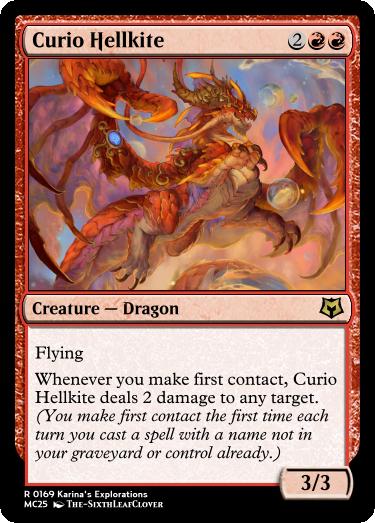 Curio Hellkite 2
Creature — Dragon
Flying
Whenever you make first contact, Curio
Hellkite deals 2 damage to any target.
(You make first contact the first time each
turn you cast a spell with a name not in
your graveyard or control already.)
3/3
R 0169 Karina's Explorations
MC25 The-SixthLeafClover